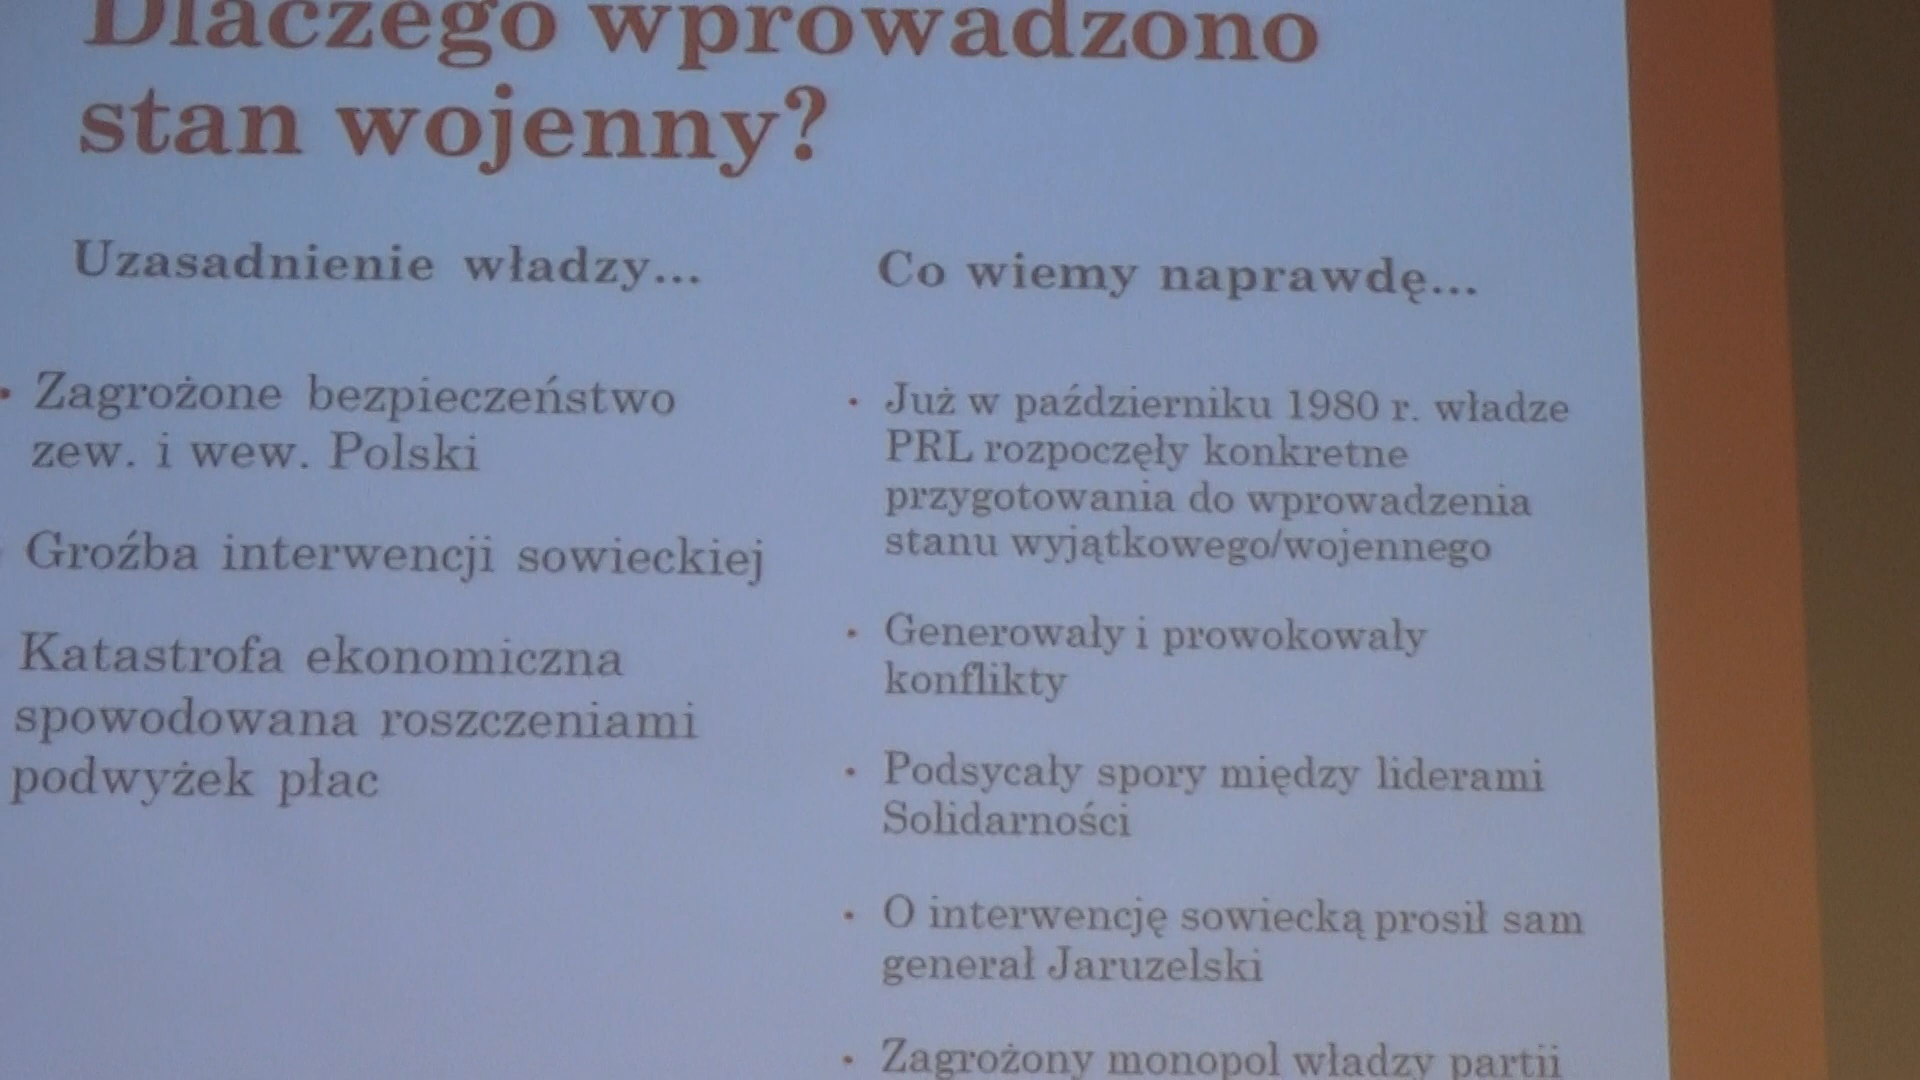 Dlaczego wprowadzono
stan wojenny?
Uzasadnienie władzy...
• Zagrożone bezpieczeństwo
zew. i wew. Polski
Groźba interwencji sowieckiej
Katastrofa ekonomiczna
spowodowana roszczeniami
podwyżek płac
Co wiemy naprawdę...
• Już w październiku 1980 r. władze
PRL rozpoczęły konkretne
przygotowania do wprowadzenia
stanu wyjątkowego/wojennego
• Generowały i prowokowały
konflikty
• Podsycały spory między liderami
Solidarności
• O interwencję sowiecką prosił sam
generał Jaruzelski
• Zagrożony monopol władzy partii